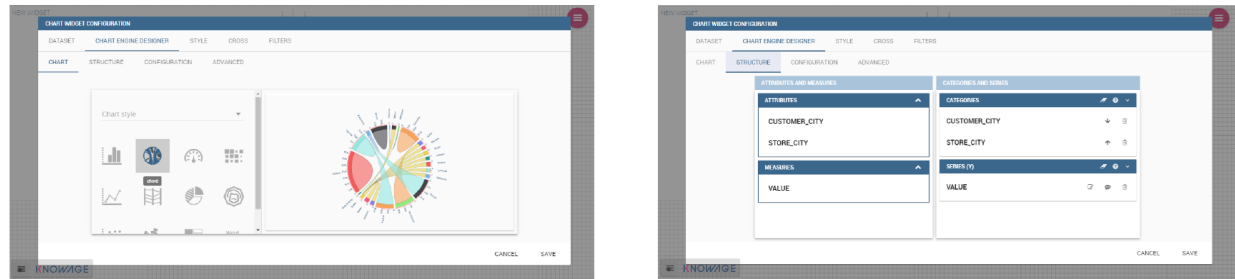 NEW WIDGET
CHART WIDGET CONFIGURATION
DATASET CHART ENGINE DESIGNER STYLE CROSS FILTERS
CHART STRUCTURE CONFIGURATION ADVANCED
Chart style
chord
CANCEL SAVE
KNOWAGE
NEW WIDGET
CHART WIDGET CONFIGURATION
DATASET CHART ENGINE DESIGNER STYLE CROSS FILTERS
CHART STRUCTURE CONFIGURATION ADVANCED
ATTRIBUTES AND MEASURES CATEGORIES AND SERIES
ATTRIBUTES CATEGORIES
CUSTOMER_CITY CUSTOMER_CITY
STORE_CITY STORE_CITY
MEASURES SERIES (Y)
VALUE VALUE
CANCEL SAVE
KNOWAGE